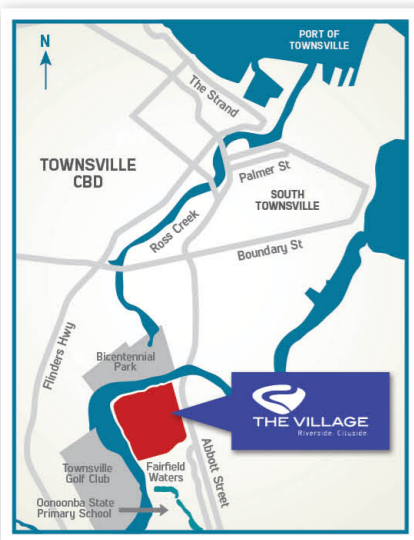 N
PORT OF
TOWNSVILLE
The Strand
TOWNSVILLE
CBD
Palmer St
SOUTH
TOWNSVILLE
Ross Creek
Boundary St
Flinders Hwy
Bicentennial
Park
THE VILLAGE
Riverside. Cityside.
Abbott Street
Townsville
Golf Club
Fairfield
Waters
Oonoonba State
Primary School